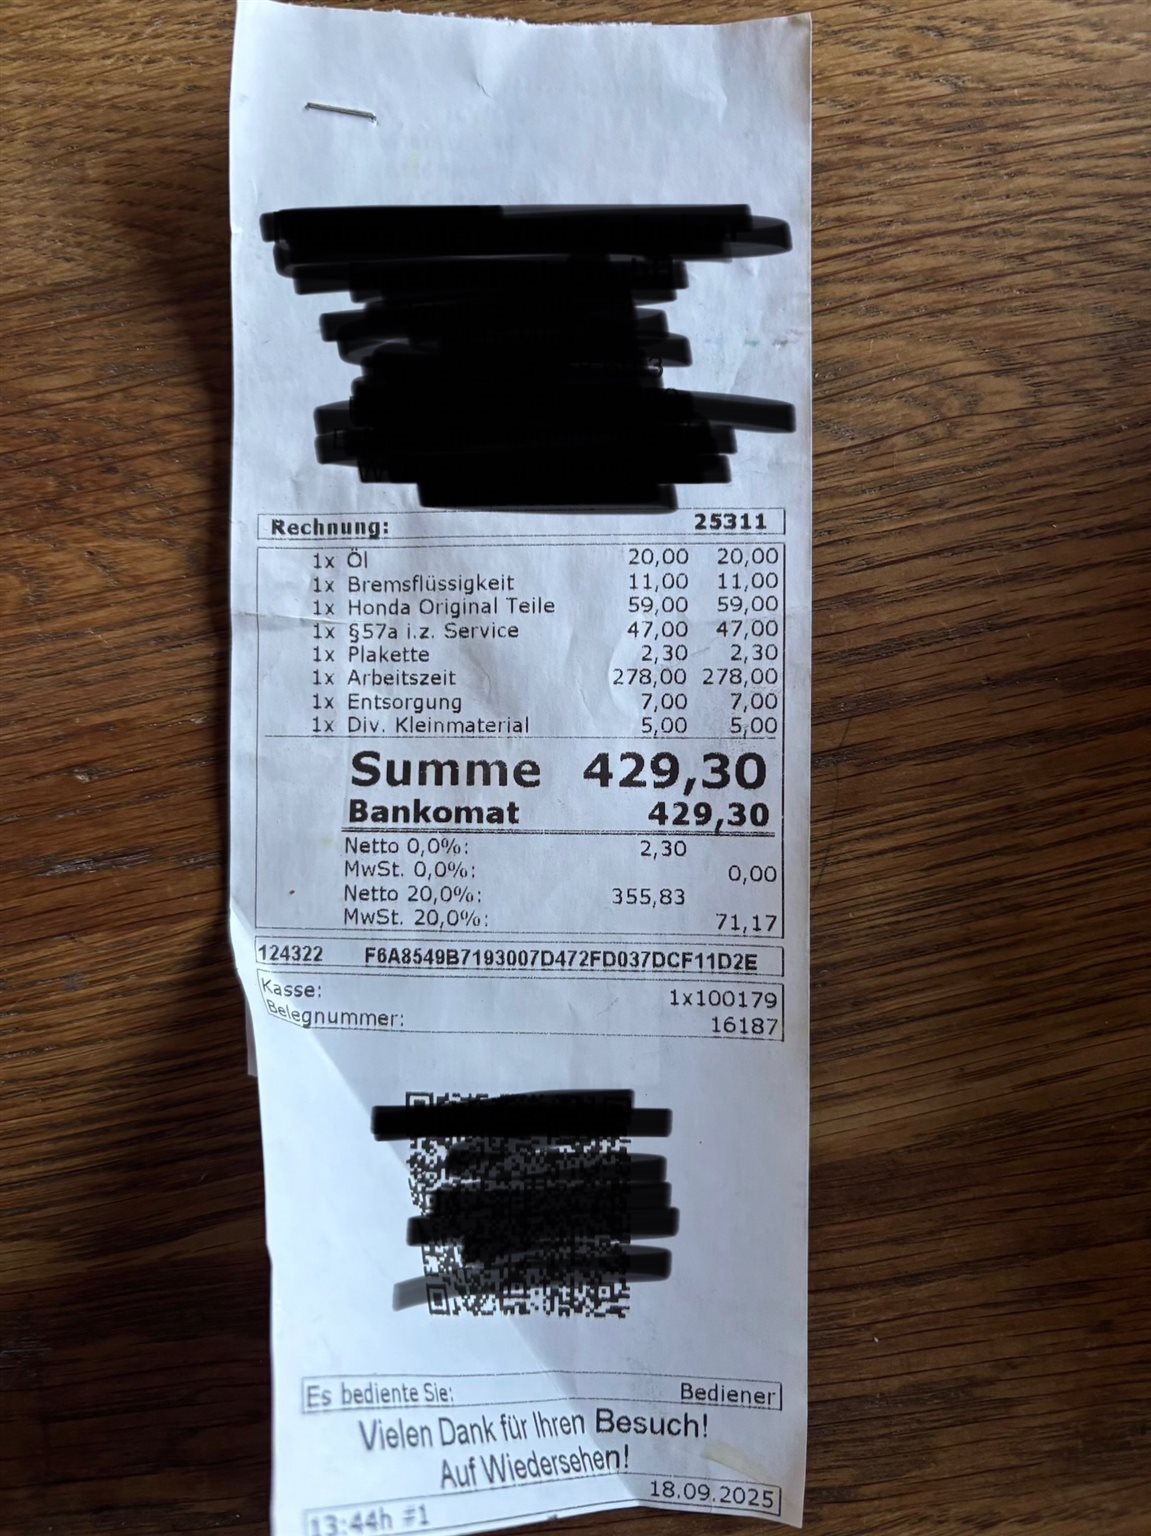 Rechnung: 25311
1x Öl 20,00 20,00
1x Bremsflüssigkeit 11,00 11,00
1x Honda Original Teile 59,00 59,00
1x §57a i.z. Service 47,00 47,00
1x Plakette 2,30 2,30
1x Arbeitszeit 278,00 278,00
1x Entsorgung 7,00 7,00
1x Div. Kleinmaterial 5,00 5,00
Summe 429,30
Bankomat 429,30
Netto 0,0%: 2,30
MwSt. 0,0%: 0,00
Netto 20,0%: 355,83
MwSt. 20,0%: 71,17
124322 F6A8549B7193007D472FD037DCF11D2E
Kasse: 1x100179
Belegnummer: 16187
Es bediente Sie: Bediener
Vielen Dank für Ihren Besuch!
Auf Wiedersehen!
18.09.2025
13:44h #1